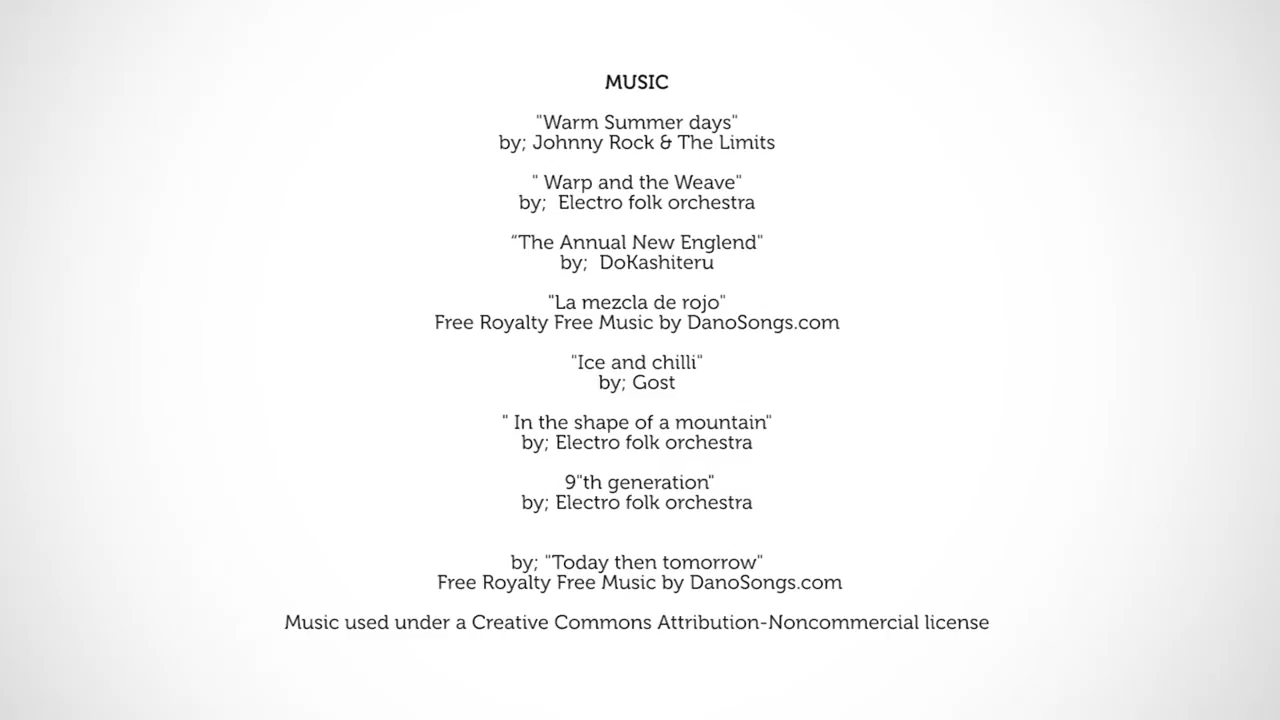 MUSIC
"Warm Summer days"
by; Johnny Rock & The Limits
" Warp and the Weave"
by;  Electro folk orchestra
“The Annual New Englend"
by;  DoKashiteru
"La mezcla de rojo"
Free Royalty Free Music by DanoSongs.com
"Ice and chilli"
by; Gost
" In the shape of a mountain"
by; Electro folk orchestra
9"th generation"
by; Electro folk orchestra
by; "Today then tomorrow"
Free Royalty Free Music by DanoSongs.com
Music used under a Creative Commons Attribution-Noncommercial license